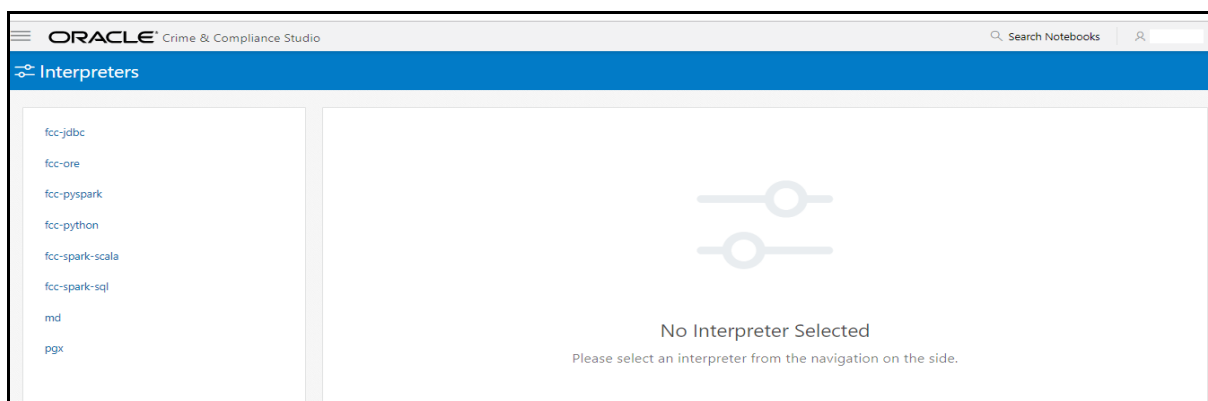 ORACLE® Crime & Compliance Studio
Search Notebooks
Interpreters
fcc-jdbc
fcc-ore
fcc-pyspark
fcc-python
fcc-spark-scala
fcc-spark-sql
md
pgx
No Interpreter Selected
Please select an interpreter from the navigation on the side.